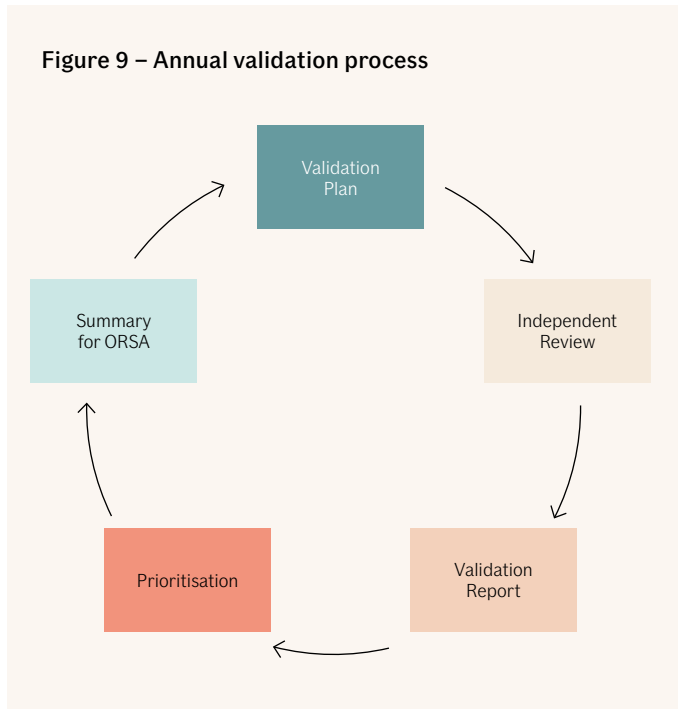 Figure 9 – Annual validation process
Validation
Plan
Independent
Review
Validation
Report
Prioritisation
Summary
for ORSA